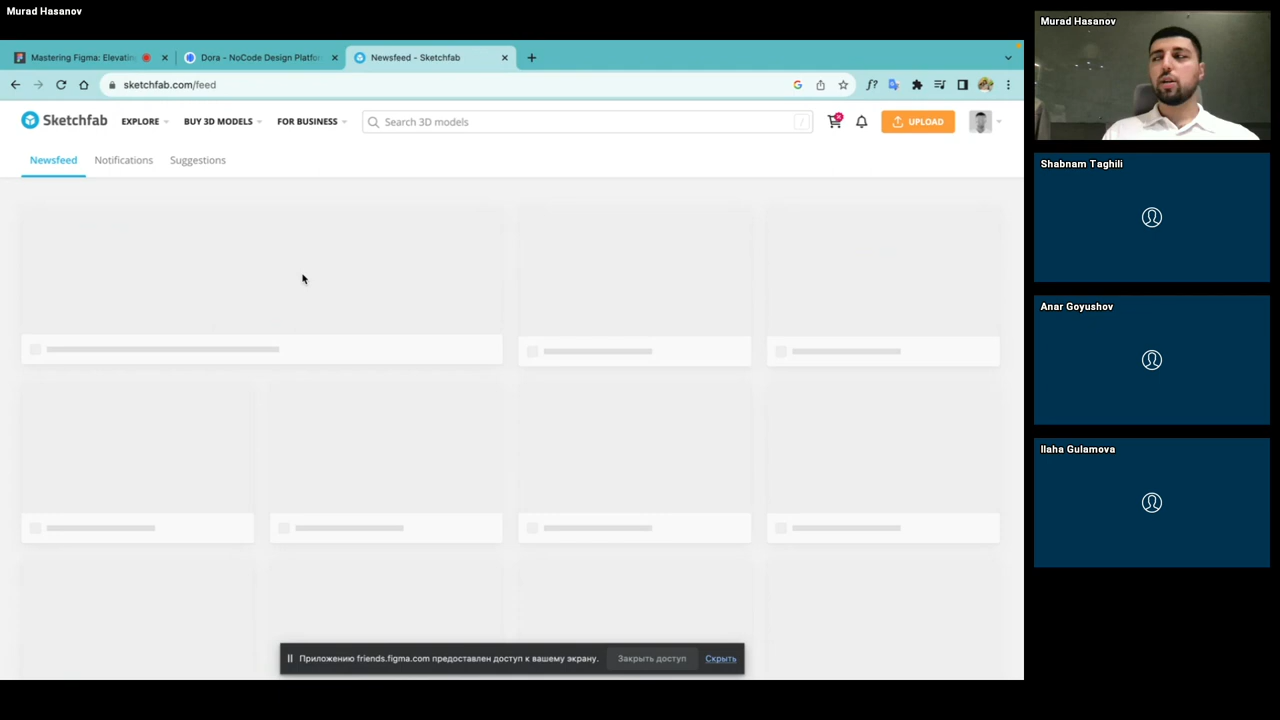 Murad Hasanov
Mastering Figma: Elevatin
Dora - NoCode Design Platfor
Newsfeed - Sketchfab
sketchfab.com/feed
Sketchfab
EXPLORE
BUY 3D MODELS
FOR BUSINESS
Search 3D models
/
UPLOAD
Newsfeed
Notifications
Suggestions
Приложению friends.figma.com предоставлен доступ к вашему экрану.
Закрыть доступ
Скрыть
Murad Hasanov
Shabnam Taghili
Anar Goyushov
Ilaha Gulamova